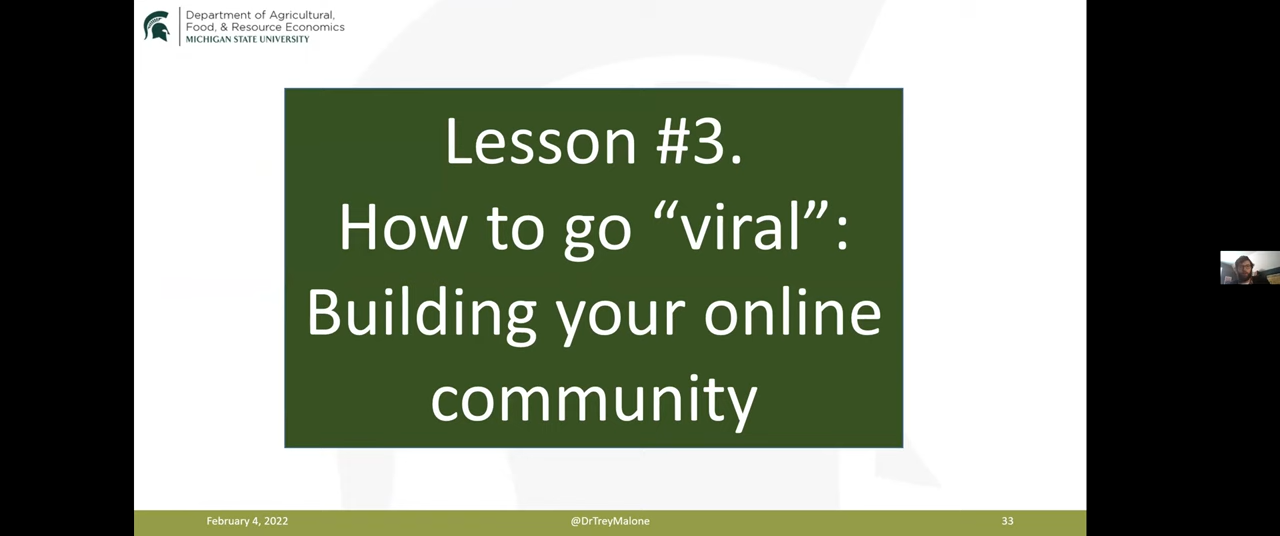 Department of Agricultural,
Food, & Resource Economics
MICHIGAN STATE UNIVERSITY
Lesson #3.
How to go “viral”:
Building your online
community
February 4, 2022
@DrTreyMalone
33